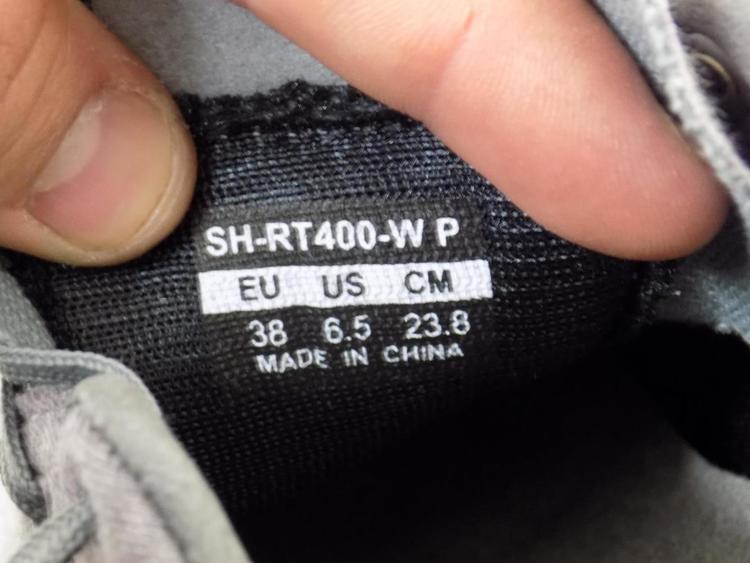 SH-RT400-W P
EU US CM
38 6.5 23.8
MADE IN CHINA